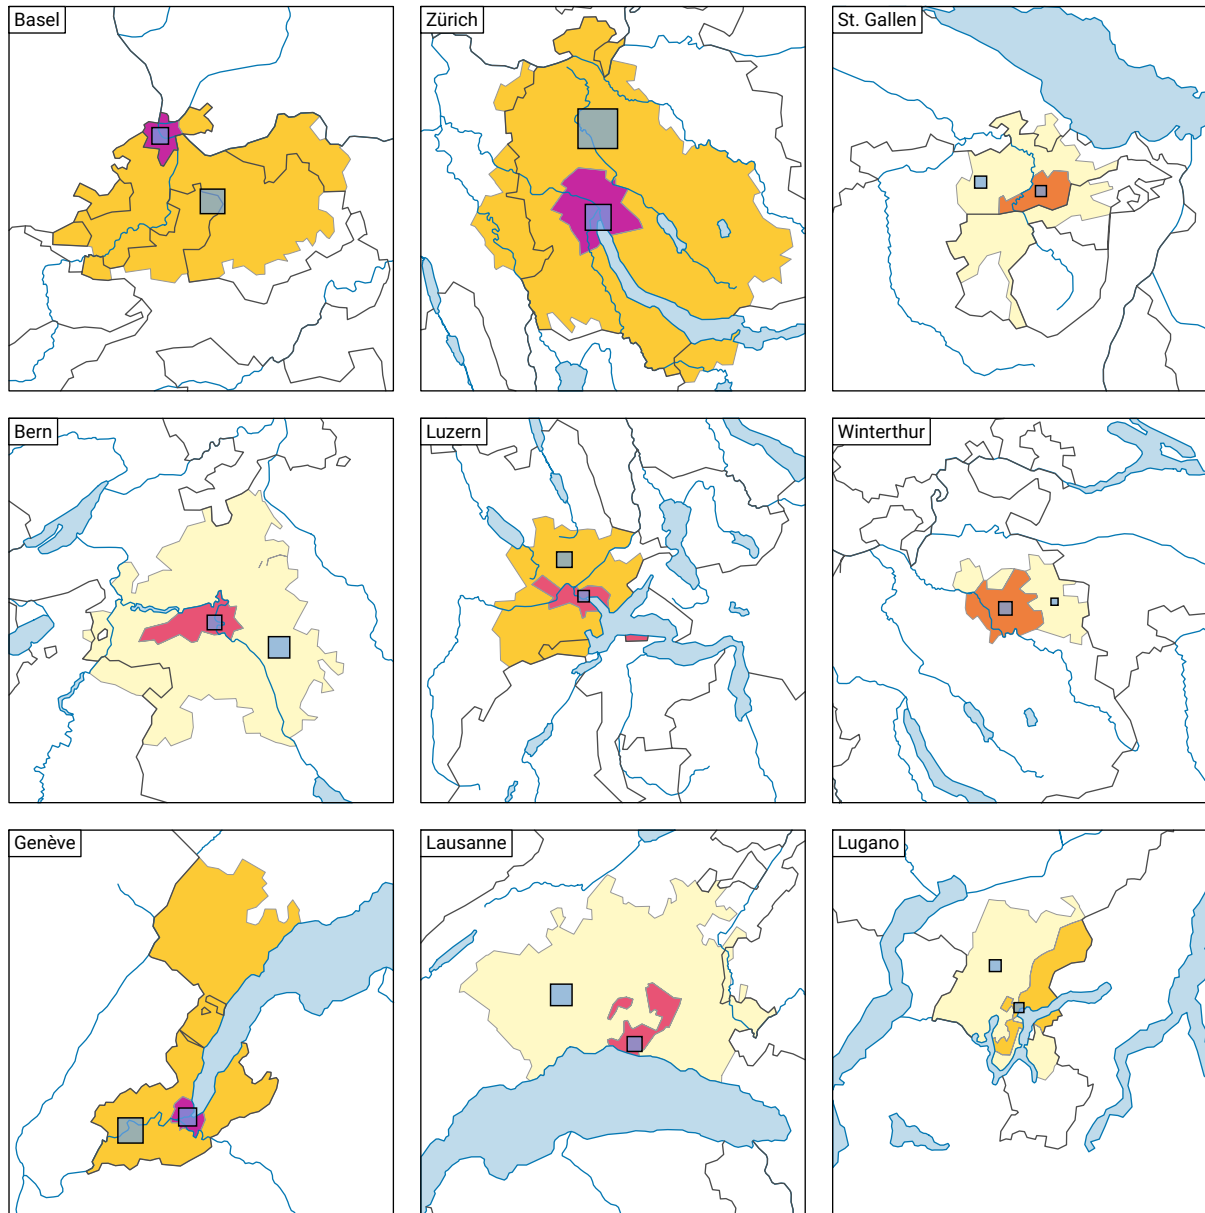 Basel
Zürich
St. Gallen
Bern
Luzern
Winterthur
Genève
Lausanne
Lugano